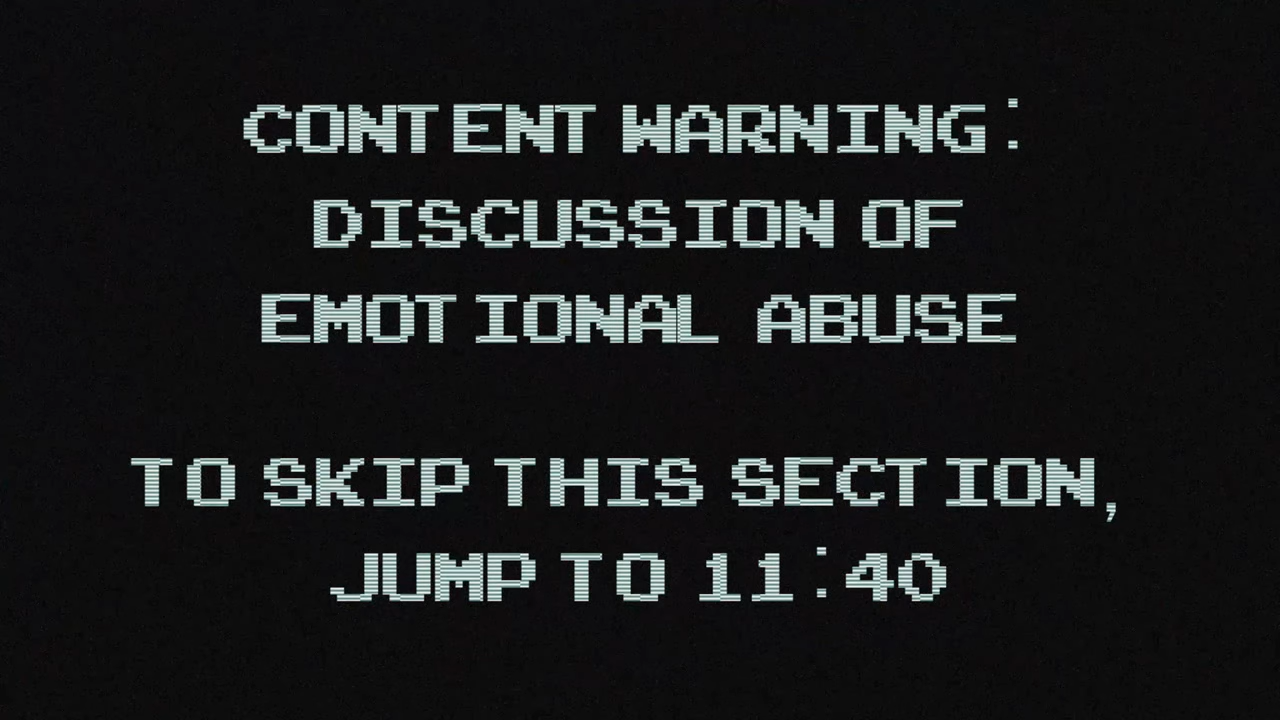 CONTENT WARNING:
DISCUSSION OF
EMOTIONAL ABUSE
TO SKIP THIS SECTION,
JUMP TO 11:40